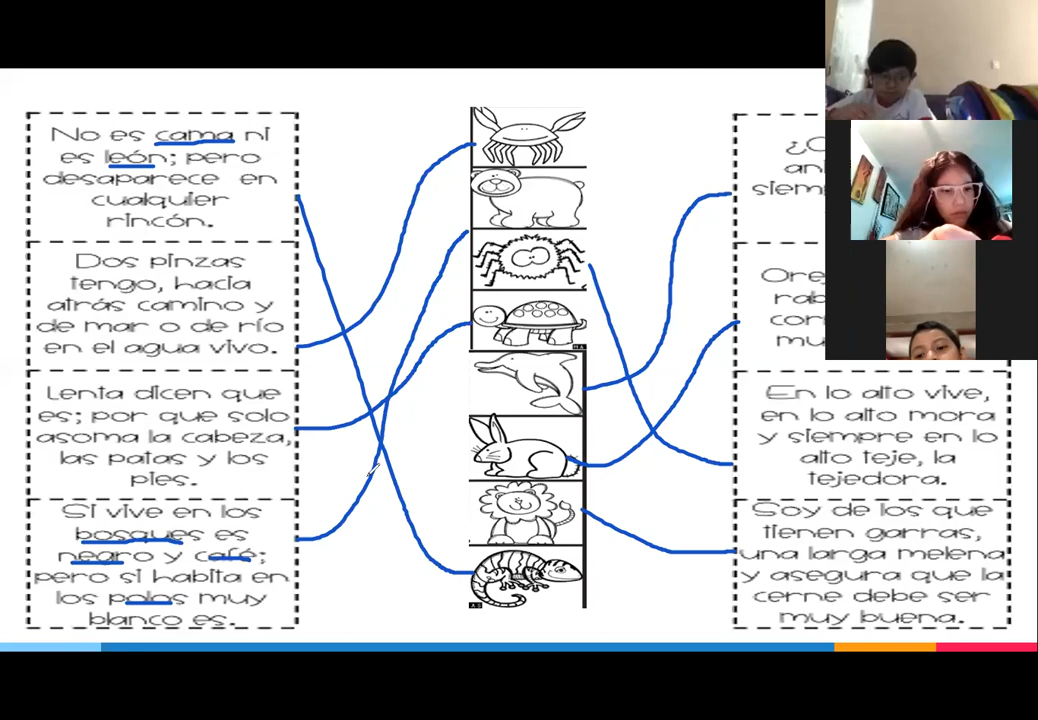 No es cama ni
es león; pero
desaparece en
cualquier
rincón.
Dos pinzas
tengo, hacia
atrás camino y
de mar o de río
en el agua vivo.
Lenta dicen que
es; por que solo
asoma la cabeza,
las patas y los
pies.
Si vive en los
bosques es
negro y café;
pero si habita en
los polos muy
blanco es.
En lo alto vive,
en lo alto mora
y siempre en lo
alto teje, la
tejedora.
Soy de los que
tienen garras,
una larga melena
y asegura que la
cerne debe ser
muy buena.